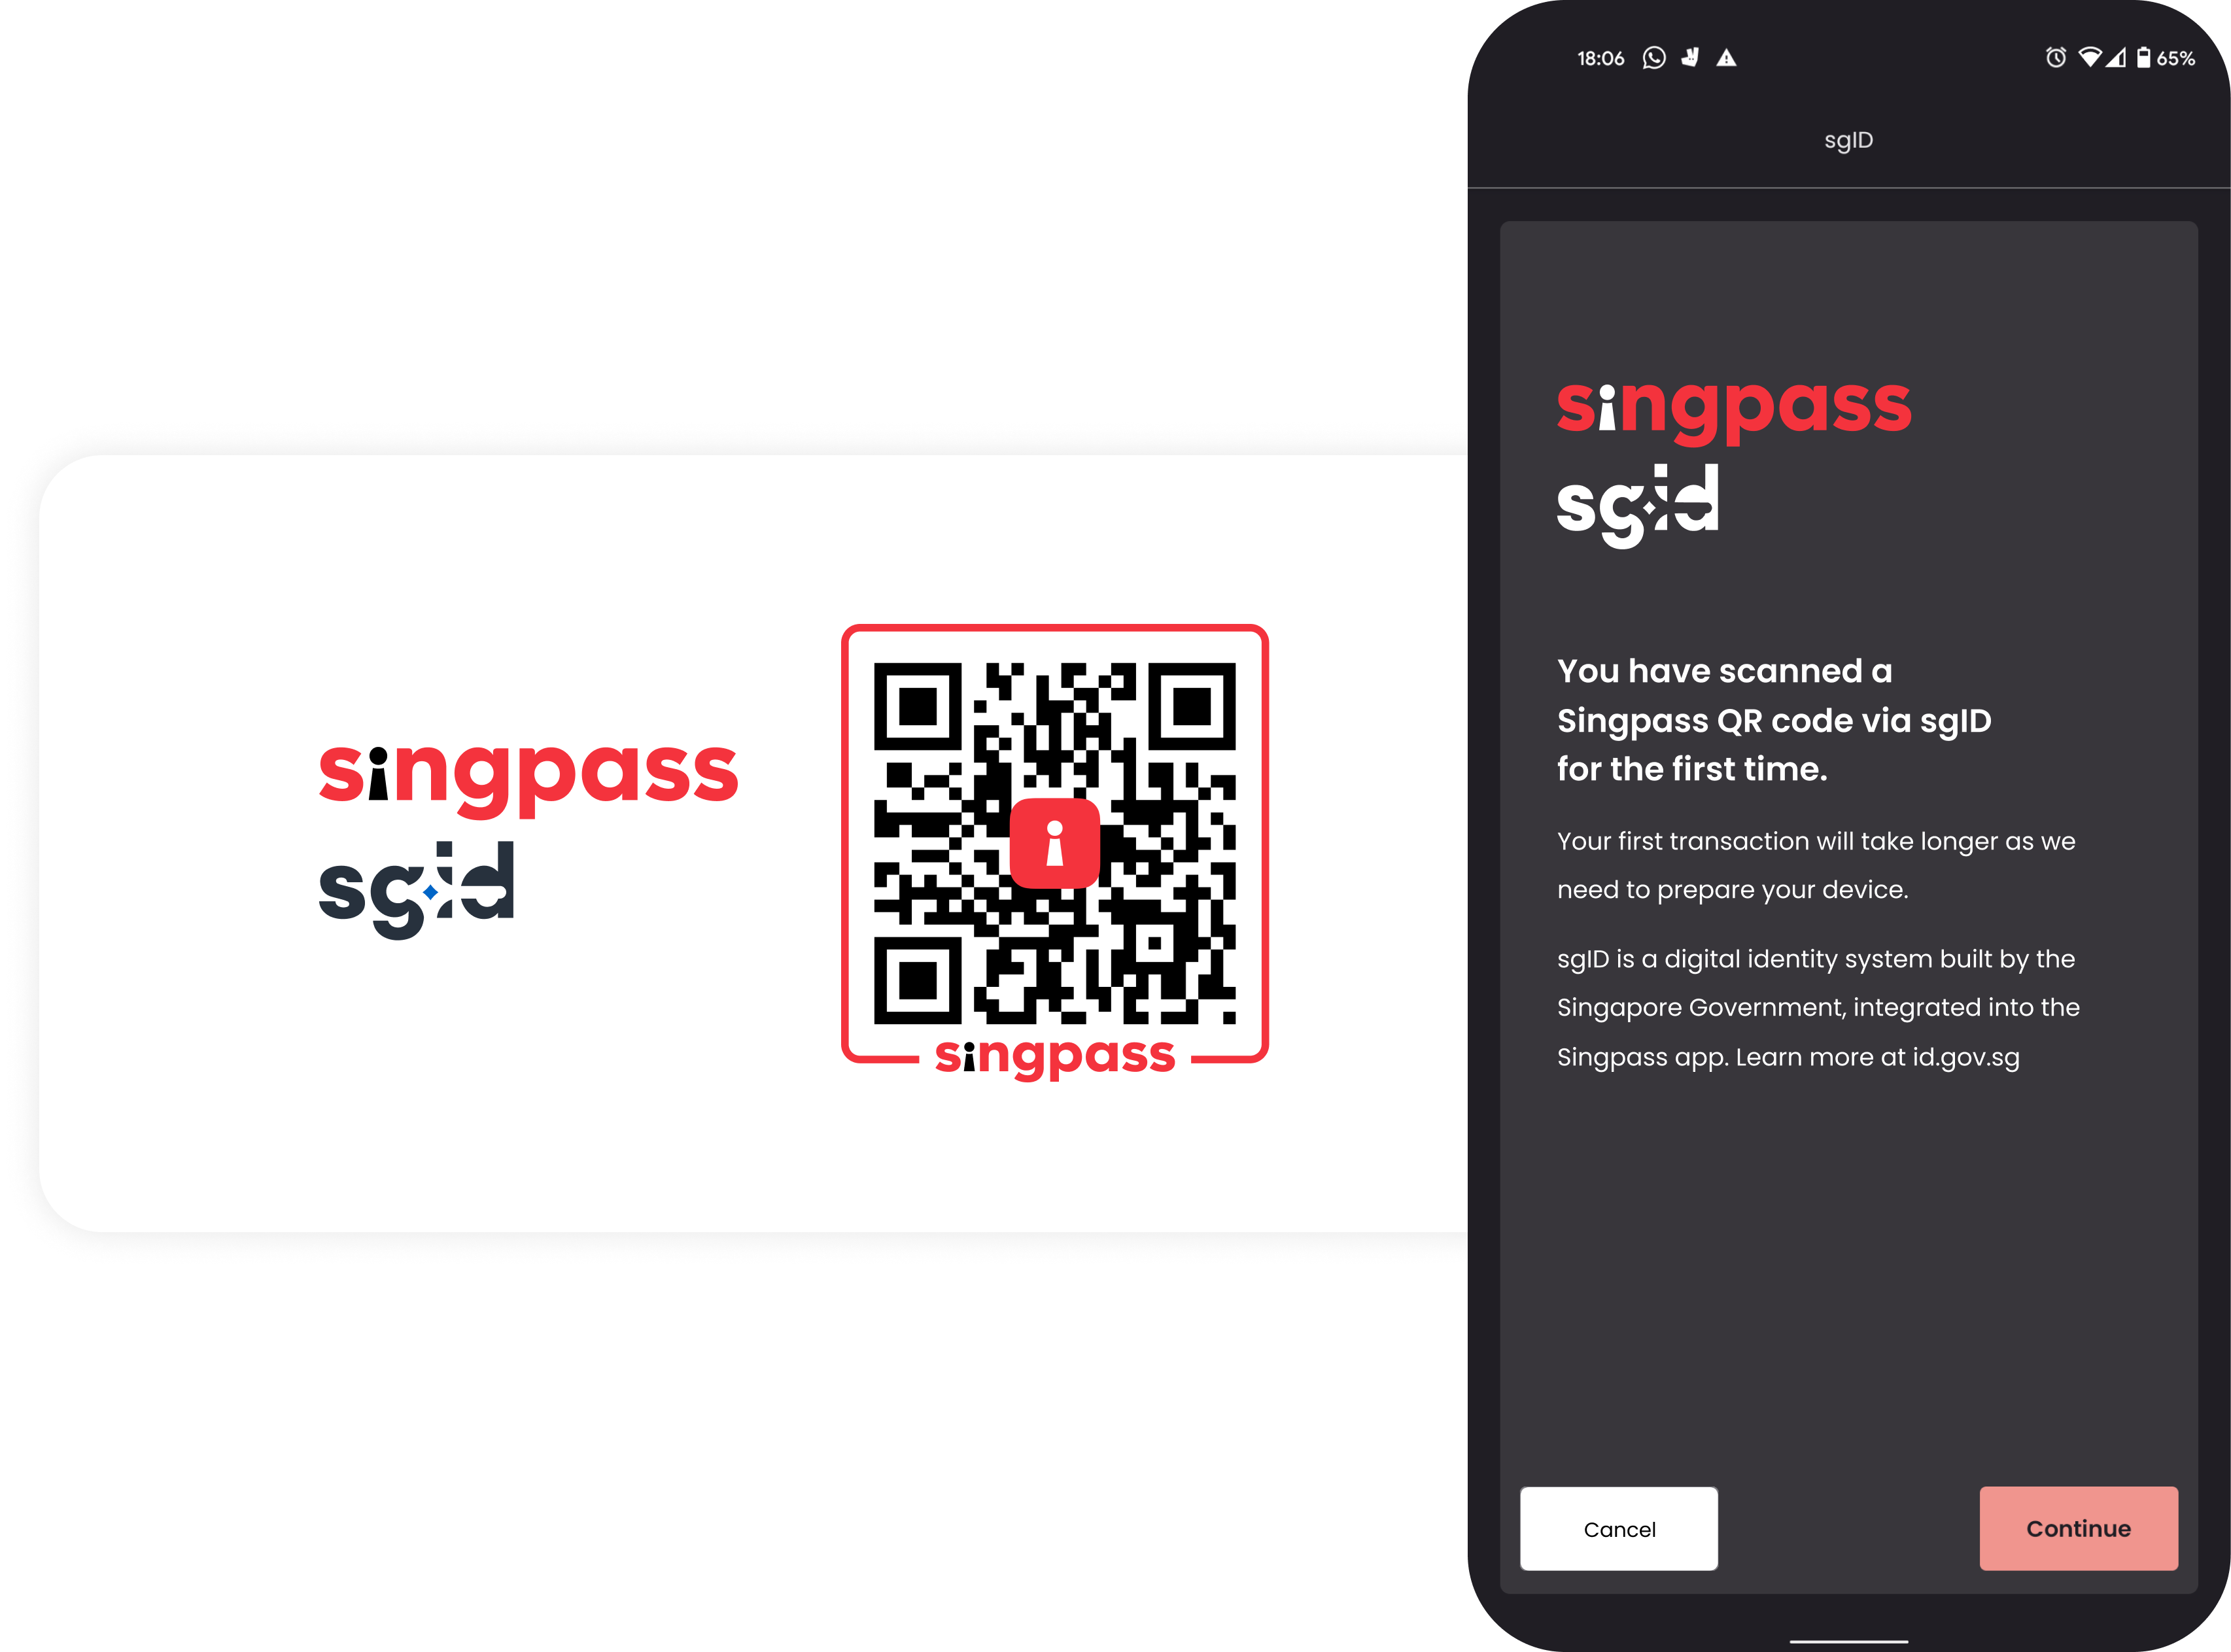 singpass
sgid
singpass
18:06
65%
sgID
singpass
sgid
You have scanned a
Singpass QR code via sgID
for the first time.
Your first transaction will take longer as we
need to prepare your device.
sgID is a digital identity system built by the
Singapore Government, integrated into the
Singpass app. Learn more at id.gov.sg
Cancel
Continue